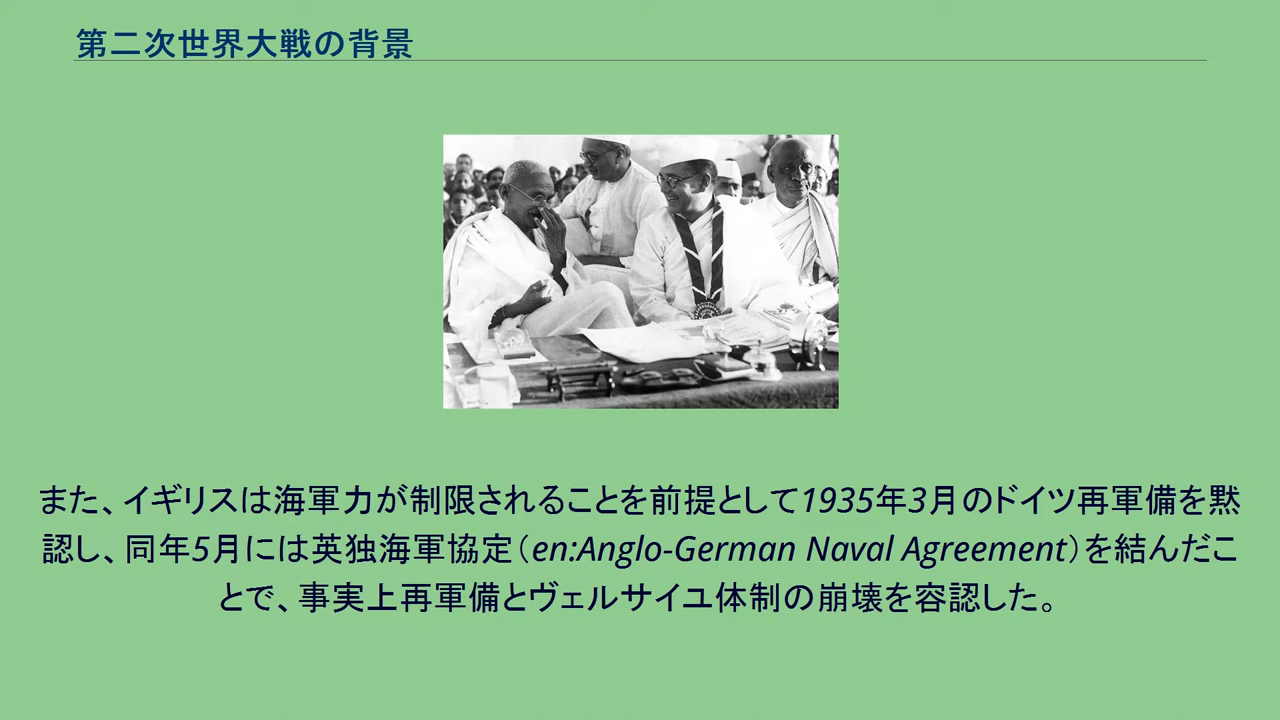 第二次世界大戦の背景
また、イギリスは海軍力が制限されることを前提として1935年3月のドイツ再軍備を黙
認し、同年5月には英独海軍協定（en:Anglo-German Naval Agreement）を結んだこ
とで、事実上再軍備とヴェルサイユ体制の崩壊を容認した。